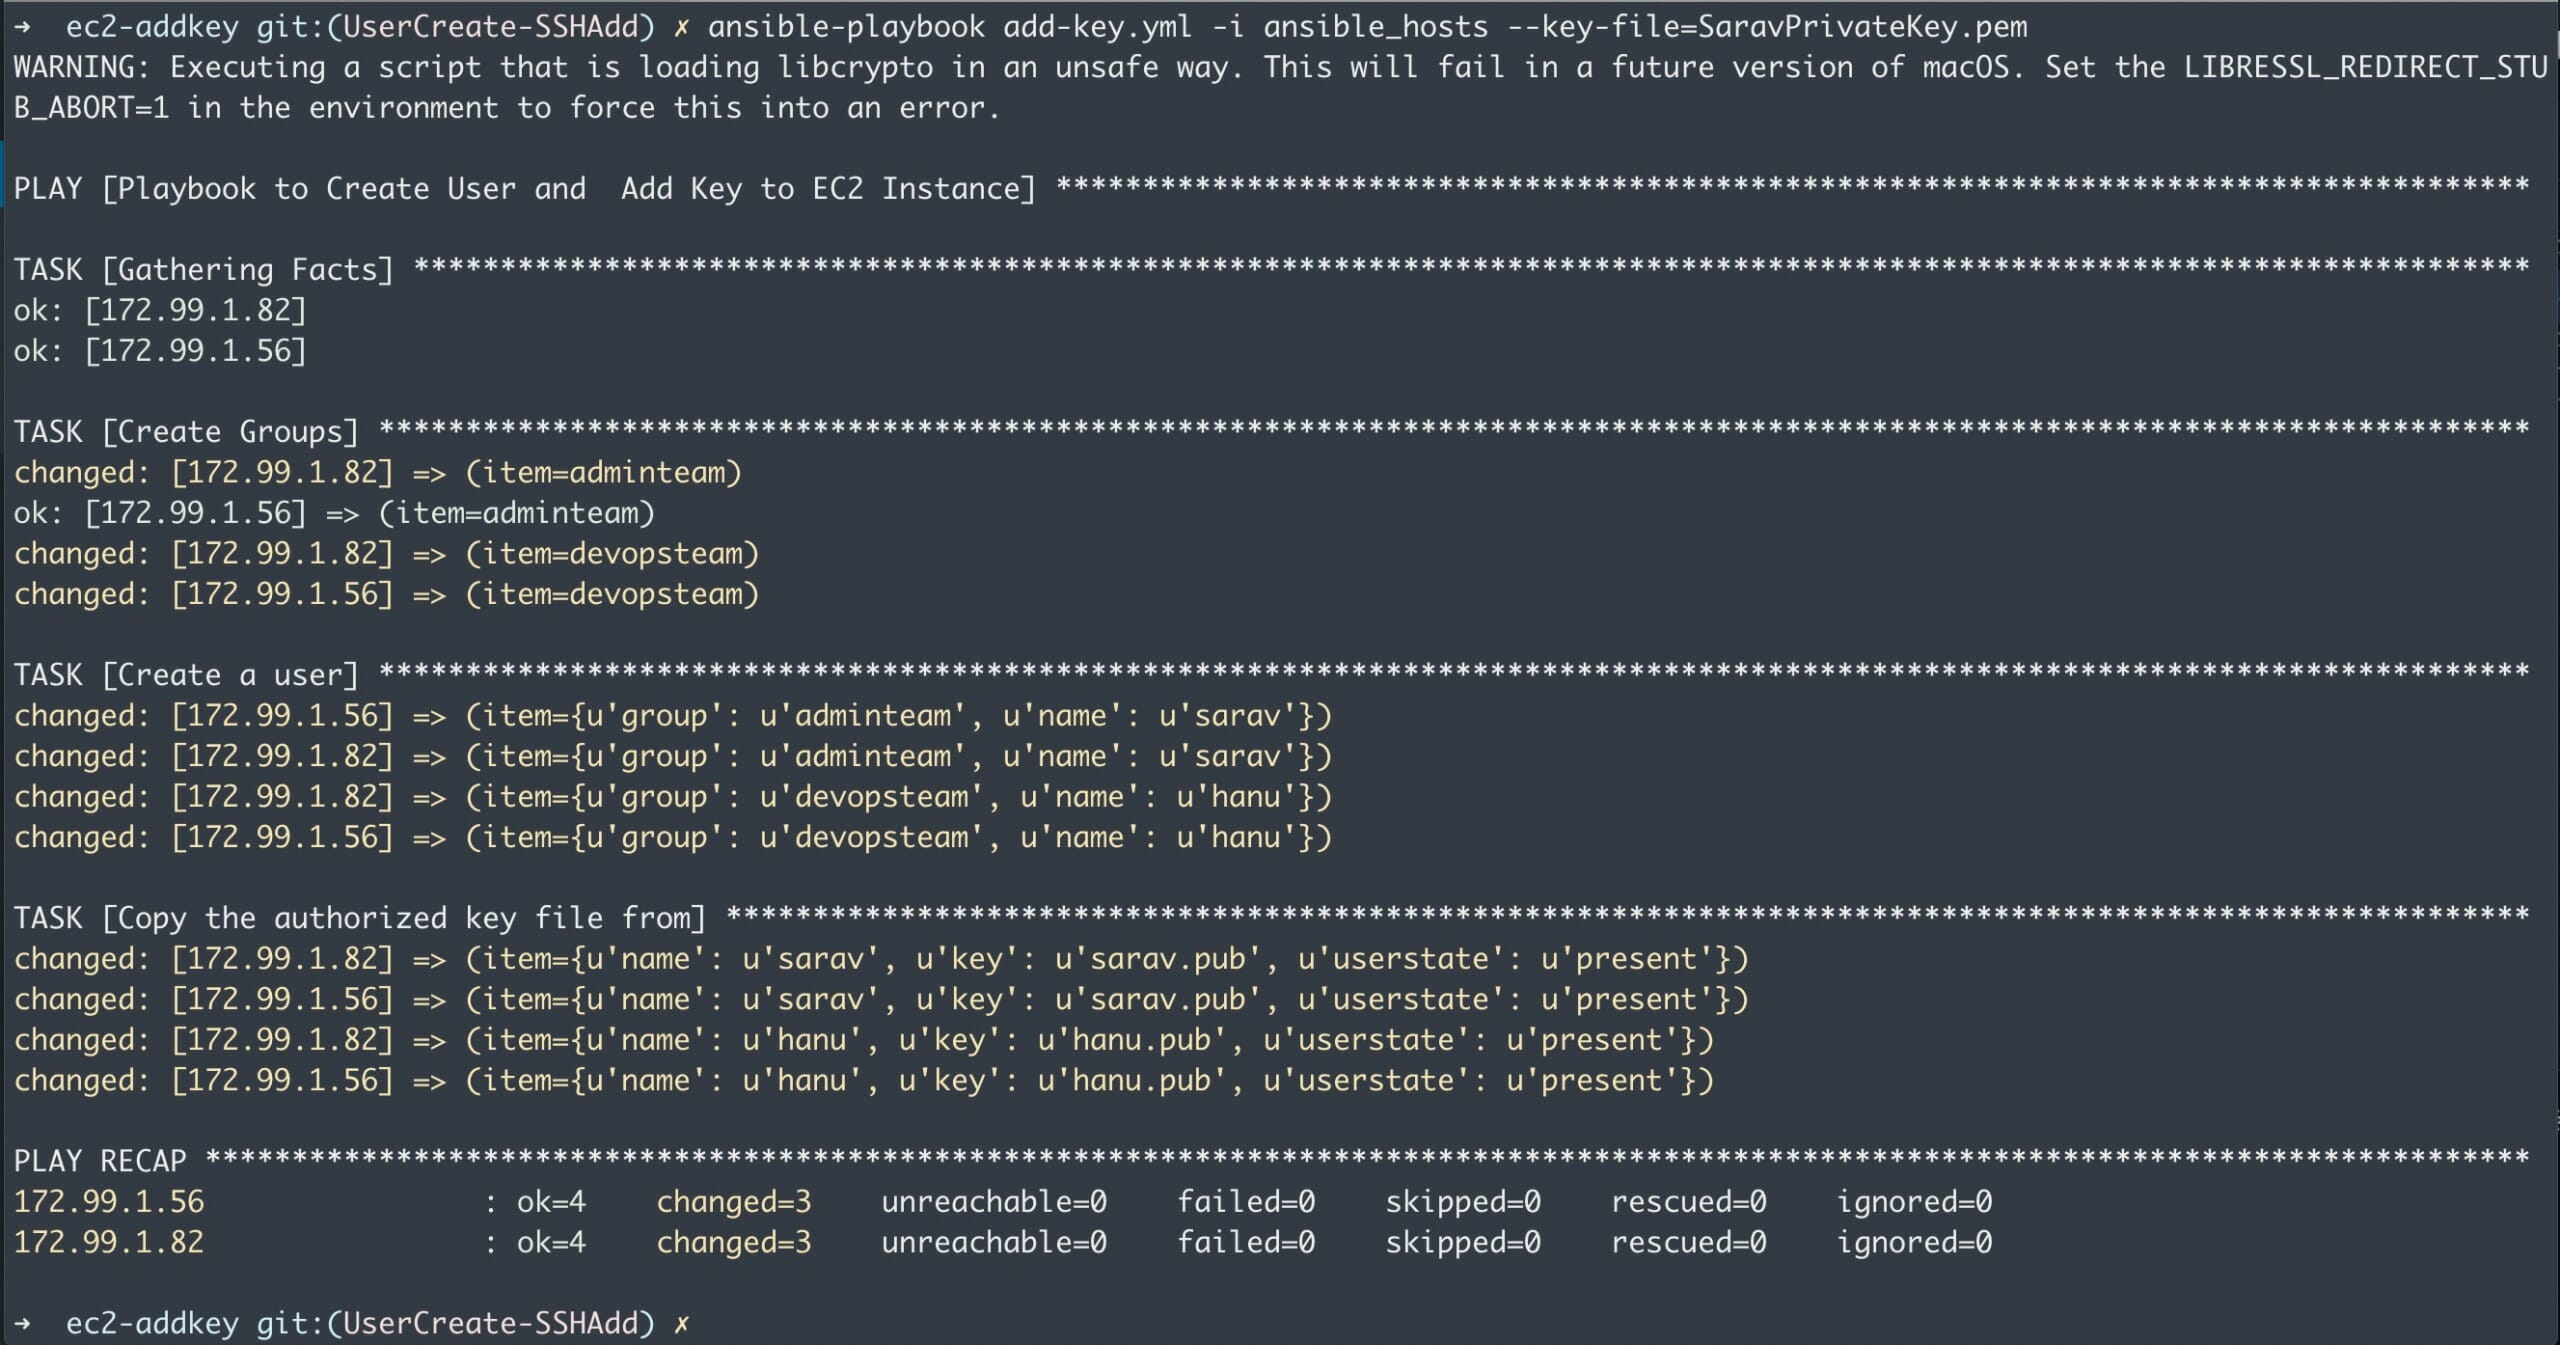 →  ec2-addkey git:(UserCreate-SSHAdd) ✗ ansible-playbook add-key.yml -i ansible_hosts --key-file=SaravPrivateKey.pem
WARNING: Executing a script that is loading libcrypto in an unsafe way. This will fail in a future version of macOS. Set the LIBRESSL_REDIRECT_STU
B_ABORT=1 in the environment to force this into an error.

PLAY [Playbook to Create User and  Add Key to EC2 Instance] *************************************************************************************

TASK [Gathering Facts] **************************************************************************************************************************
ok: [172.99.1.82]
ok: [172.99.1.56]

TASK [Create Groups] ****************************************************************************************************************************
changed: [172.99.1.82] => (item=adminteam)
ok: [172.99.1.56] => (item=adminteam)
changed: [172.99.1.82] => (item=devopsteam)
changed: [172.99.1.56] => (item=devopsteam)

TASK [Create a user] ****************************************************************************************************************************
changed: [172.99.1.56] => (item={u'group': u'adminteam', u'name': u'sarav'})
changed: [172.99.1.82] => (item={u'group': u'adminteam', u'name': u'sarav'})
changed: [172.99.1.82] => (item={u'group': u'devopsteam', u'name': u'hanu'})
changed: [172.99.1.56] => (item={u'group': u'devopsteam', u'name': u'hanu'})

TASK [Copy the authorized key file from] ********************************************************************************************************
changed: [172.99.1.82] => (item={u'name': u'sarav', u'key': u'sarav.pub', u'userstate': u'present'})
changed: [172.99.1.56] => (item={u'name': u'sarav', u'key': u'sarav.pub', u'userstate': u'present'})
changed: [172.99.1.82] => (item={u'name': u'hanu', u'key': u'hanu.pub', u'userstate': u'present'})
changed: [172.99.1.56] => (item={u'name': u'hanu', u'key': u'hanu.pub', u'userstate': u'present'})

PLAY RECAP **************************************************************************************************************************************
172.99.1.56                : ok=4    changed=3    unreachable=0    failed=0    skipped=0    rescued=0    ignored=0
172.99.1.82                : ok=4    changed=3    unreachable=0    failed=0    skipped=0    rescued=0    ignored=0

→  ec2-addkey git:(UserCreate-SSHAdd) ✗